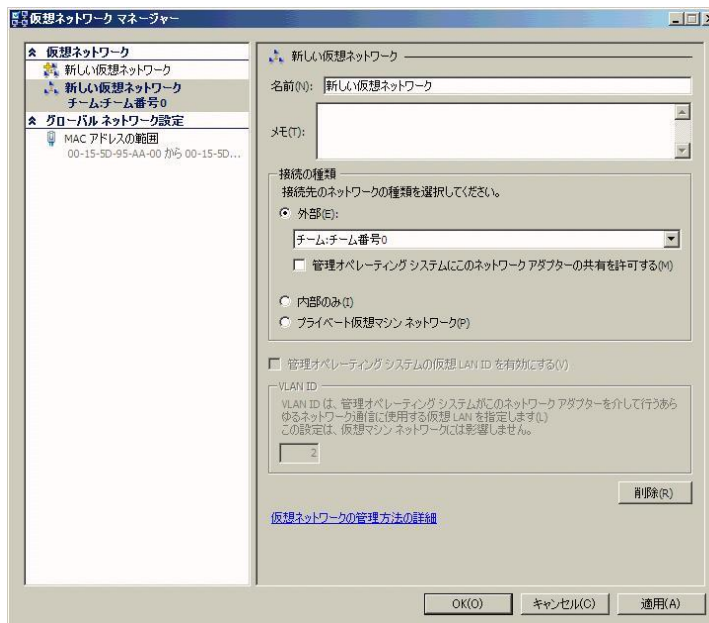 仮想ネットワーク マネージャー
仮想ネットワーク
新しい仮想ネットワーク
新しい仮想ネットワーク
チーム:チーム番号0
グローバル ネットワーク設定
MAC アドレスの範囲
00-15-5D-95-AA-00 から 00-15-5D...
新しい仮想ネットワーク
名前(N): 新しい仮想ネットワーク
メモ(T):
接続の種類
接続先のネットワークの種類を選択してください。
外部(E):
チーム:チーム番号0
管理オペレーティング システムにこのネットワーク アダプターの共有を許可する(M)
内部のみ(I)
プライベート仮想マシン ネットワーク(P)
管理オペレーティング システムの仮想 LAN ID を有効にする(V)
VLAN ID
VLAN ID は、管理オペレーティング システムがこのネットワーク アダプターを介して行うあら
ゆるネットワーク通信に使用する仮想 LAN を指定します(L)
この設定は、仮想マシン ネットワークには影響しません。
2
削除(R)
仮想ネットワークの管理方法の詳細
OK(O) キャンセル(C) 適用(A)